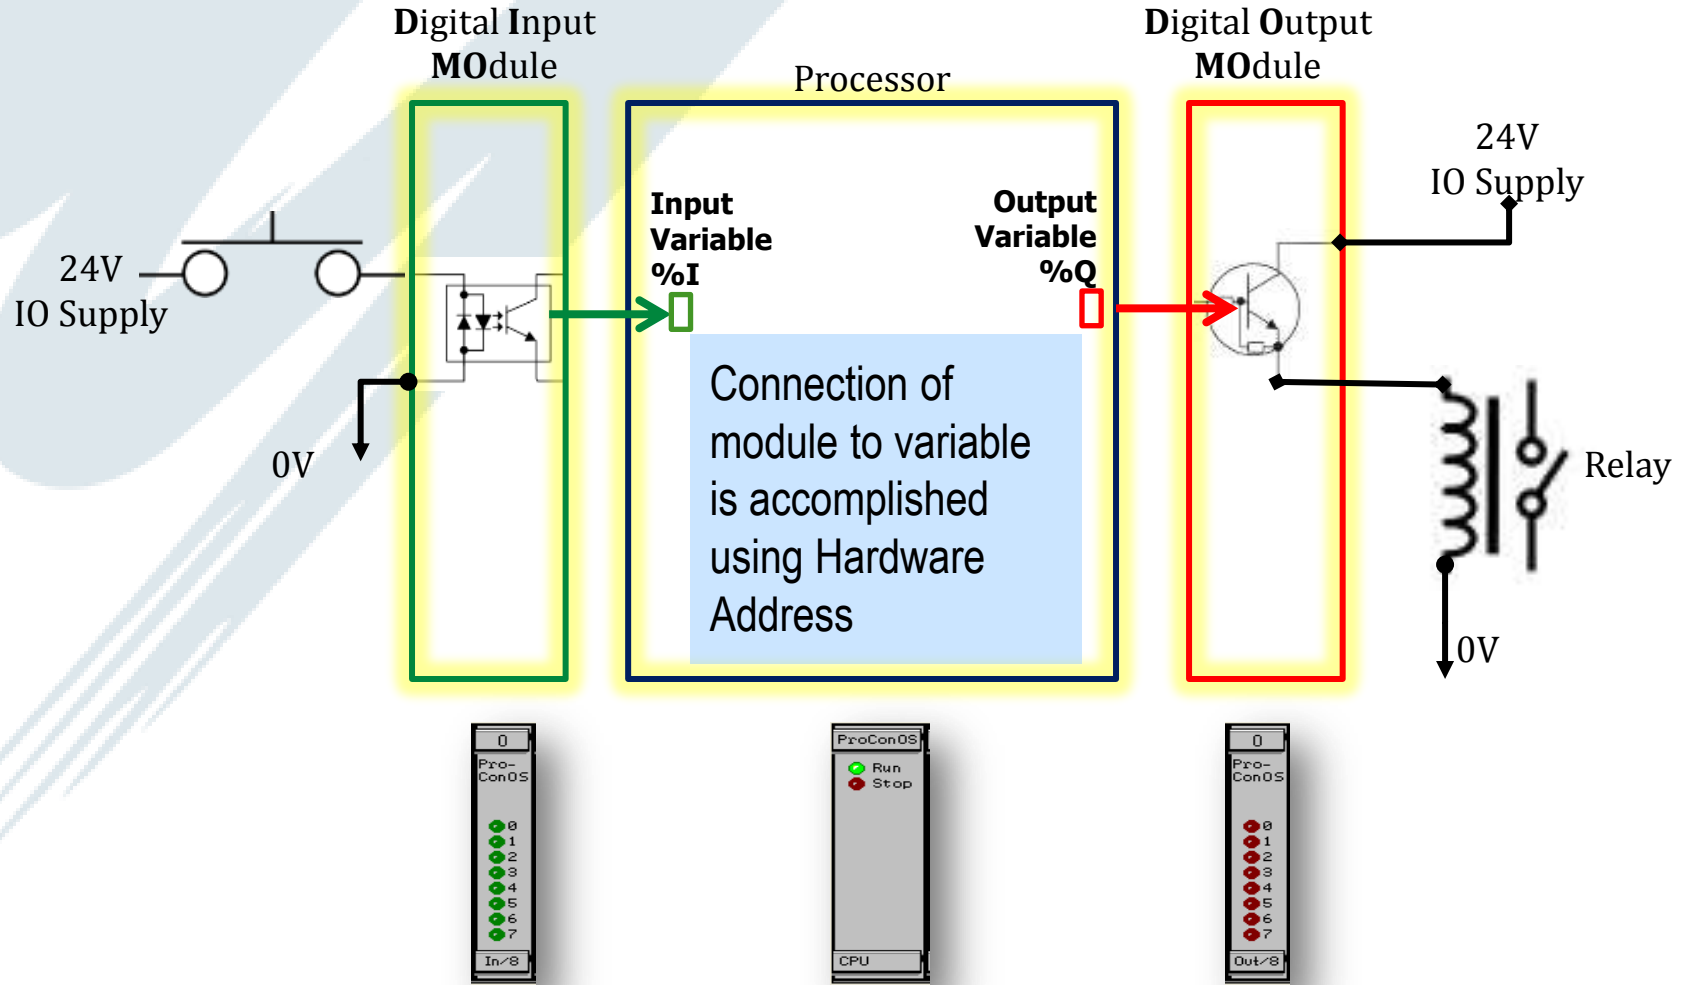 Digital Input
MOdule
Processor
Digital Output
MOdule
24V
IO Supply
24V
IO Supply
0V
Input
Variable
%I
Output
Variable
%Q
Connection of
module to variable
is accomplished
using Hardware
Address
Relay
0V
0
Pro-
ConOS
0
1
2
3
4
5
6
7
In/8
ProConOS
Run
Stop
CPU
0
Pro-
ConOS
0
1
2
3
4
5
6
7
Out/8